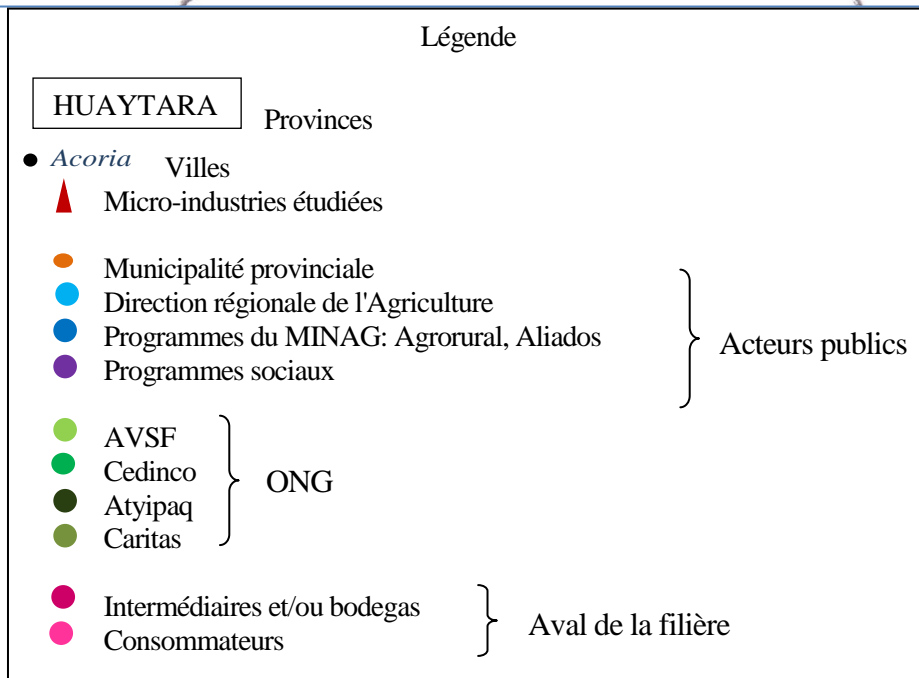 Légende
HUAYTARA
Provinces
Acoria Villes
Micro-industries étudiées
Municipalité provinciale
Direction régionale de l'Agriculture
Programmes du MINAG: Agrorural, Aliados
Programmes sociaux
Acteurs publics
AVSF
Cedinco
Atyipaq
Caritas
ONG
Intermédiaires et/ou bodegas
Consommateurs
Aval de la filière